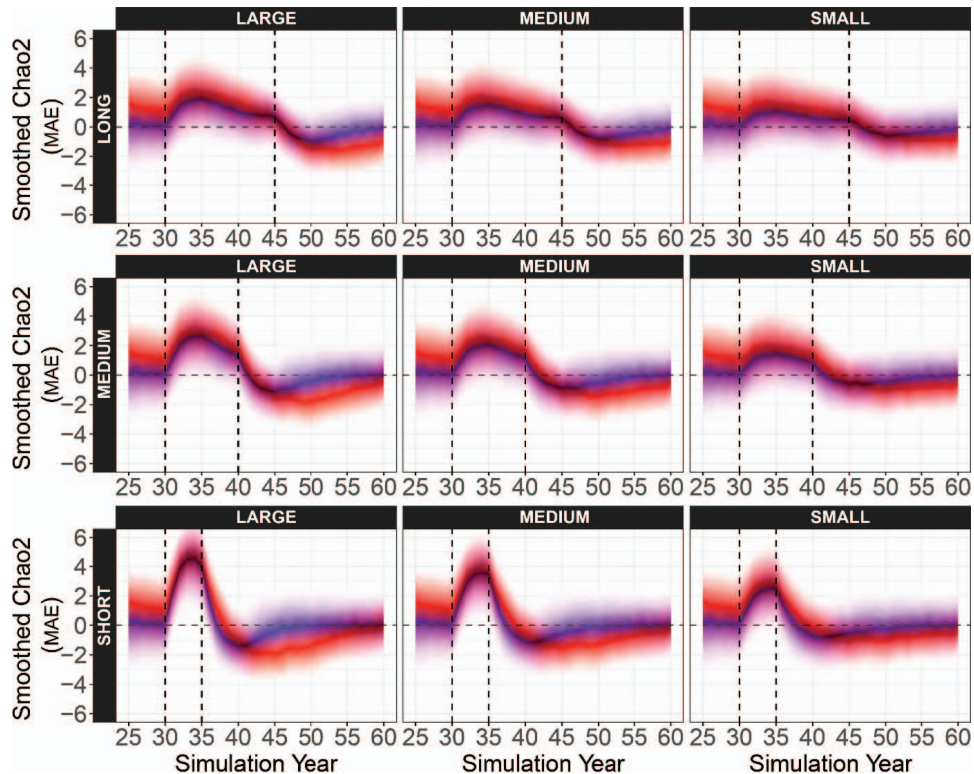 LARGE MEDIUM SMALL
Smoothed Chao2
(MAE)
LONG
6
4
2
0
−2
−4
−6
25 30 35 40 45 50 55 60 25 30 35 40 45 50 55 60 25 30 35 40 45 50 55 60
LARGE MEDIUM SMALL
Smoothed Chao2
(MAE)
MEDIUM
6
4
2
0
−2
−4
−6
25 30 35 40 45 50 55 60 25 30 35 40 45 50 55 60 25 30 35 40 45 50 55 60
LARGE MEDIUM SMALL
Smoothed Chao2
(MAE)
SHORT
6
4
2
0
−2
−4
−6
25 30 35 40 45 50 55 60 25 30 35 40 45 50 55 60 25 30 35 40 45 50 55 60
Simulation Year Simulation Year Simulation Year